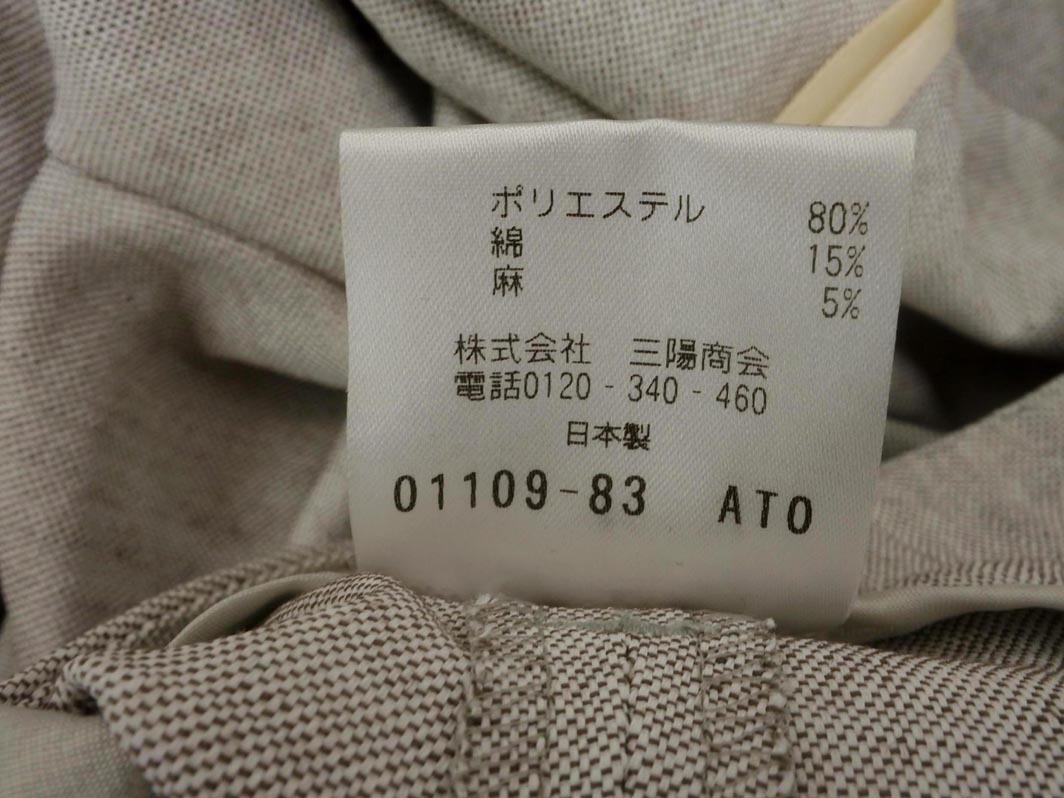 ポリエステル 80%
綿 15%
麻 5%
株式会社 三陽商会
電話0120-340-460
日本製
01109-83 ATO